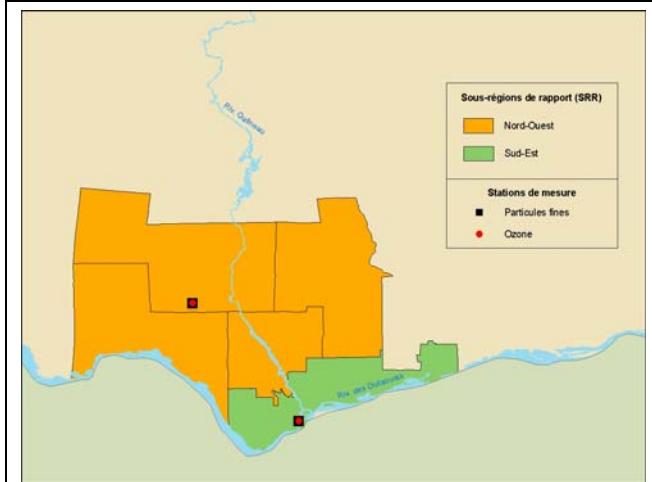 Riv. Gatineau
Sous-régions de rapport (SRR)
Nord-Ouest
Sud-Est
Stations de mesure
Particules fines
Ozone
Riv. des Outaouais